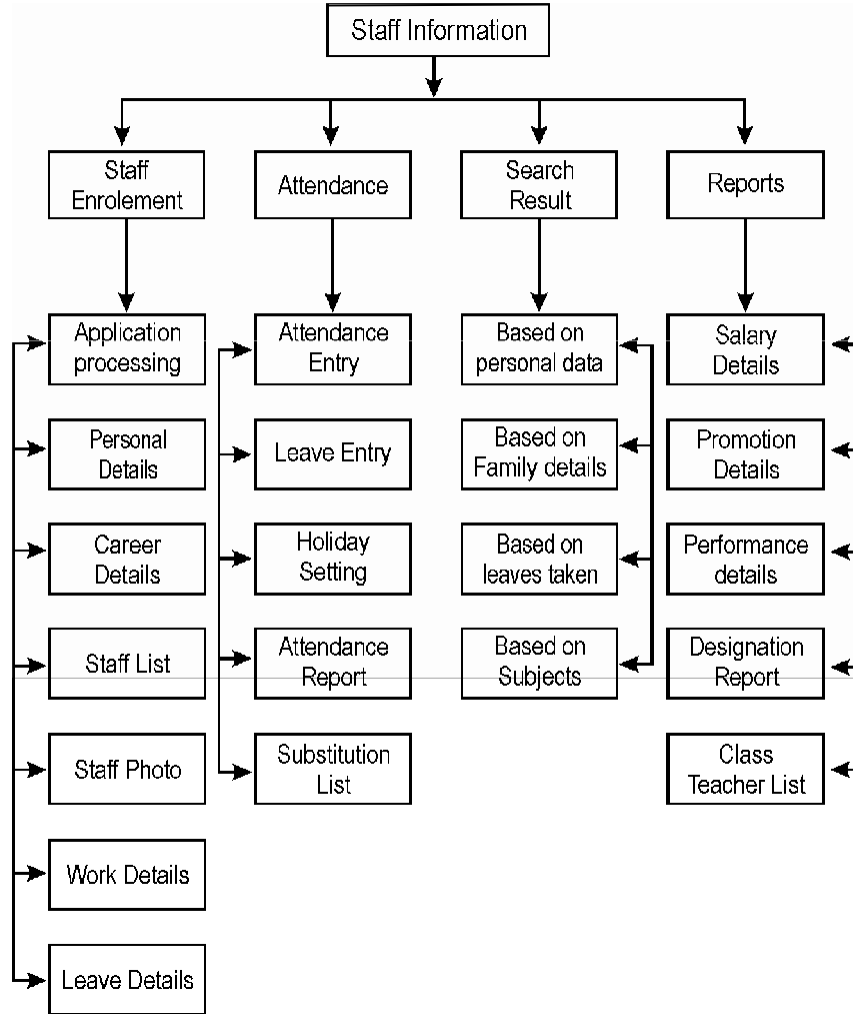 Staff Information
Staff
Enrolement
Attendance
Search
Result
Reports
Application
processing
Attendance
Entry
Based on
personal data
Salary
Details
Personal
Details
Leave Entry
Based on
Family details
Promotion
Details
Career
Details
Holiday
Setting
Based on
leaves taken
Performance
details
Staff List
Attendance
Report
Based on
Subjects
Designation
Report
Staff Photo
Substitution
List
Class
Teacher List
Work Details
Leave Details